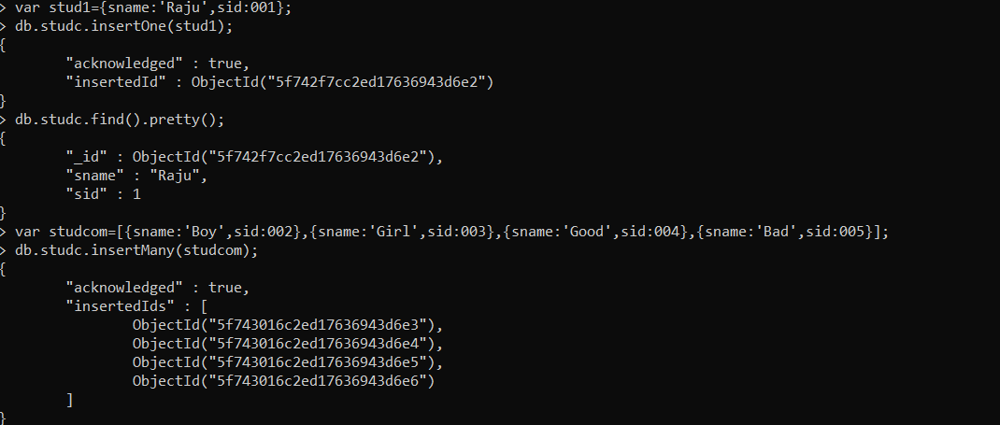 > var stud1={sname:'Raju',sid:001};
> db.studc.insertOne(stud1);
{
        "acknowledged" : true,
        "insertedId" : ObjectId("5f742f7cc2ed17636943d6e2")
}
> db.studc.find().pretty();
{
        "_id" : ObjectId("5f742f7cc2ed17636943d6e2"),
        "sname" : "Raju",
        "sid" : 1
}
> var studcom=[{sname:'Boy',sid:002},{sname:'Girl',sid:003},{sname:'Good',sid:004},{sname:'Bad',sid:005}];
> db.studc.insertMany(studcom);
{
        "acknowledged" : true,
        "insertedIds" : [
                ObjectId("5f743016c2ed17636943d6e3"),
                ObjectId("5f743016c2ed17636943d6e4"),
                ObjectId("5f743016c2ed17636943d6e5"),
                ObjectId("5f743016c2ed17636943d6e6")
        ]
}